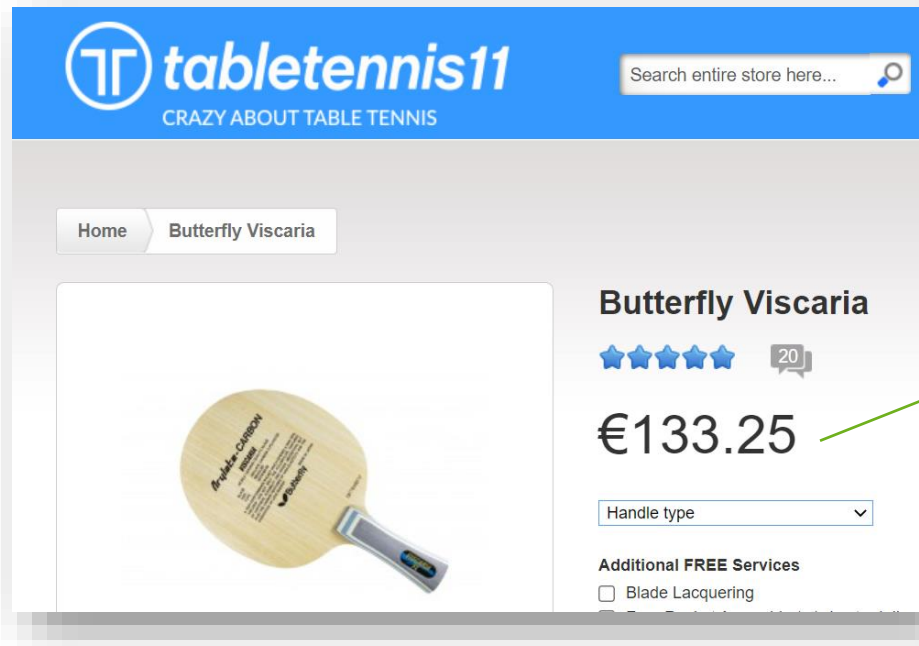 tabletennis11
CRAZY ABOUT TABLE TENNIS
Search entire store here...
Home
Butterfly Viscaria
Butterfly Viscaria
20
€133.25
Handle type
Additional FREE Services
Blade Lacquering
Arylate-CARBON
VISCARIA
Butterfly